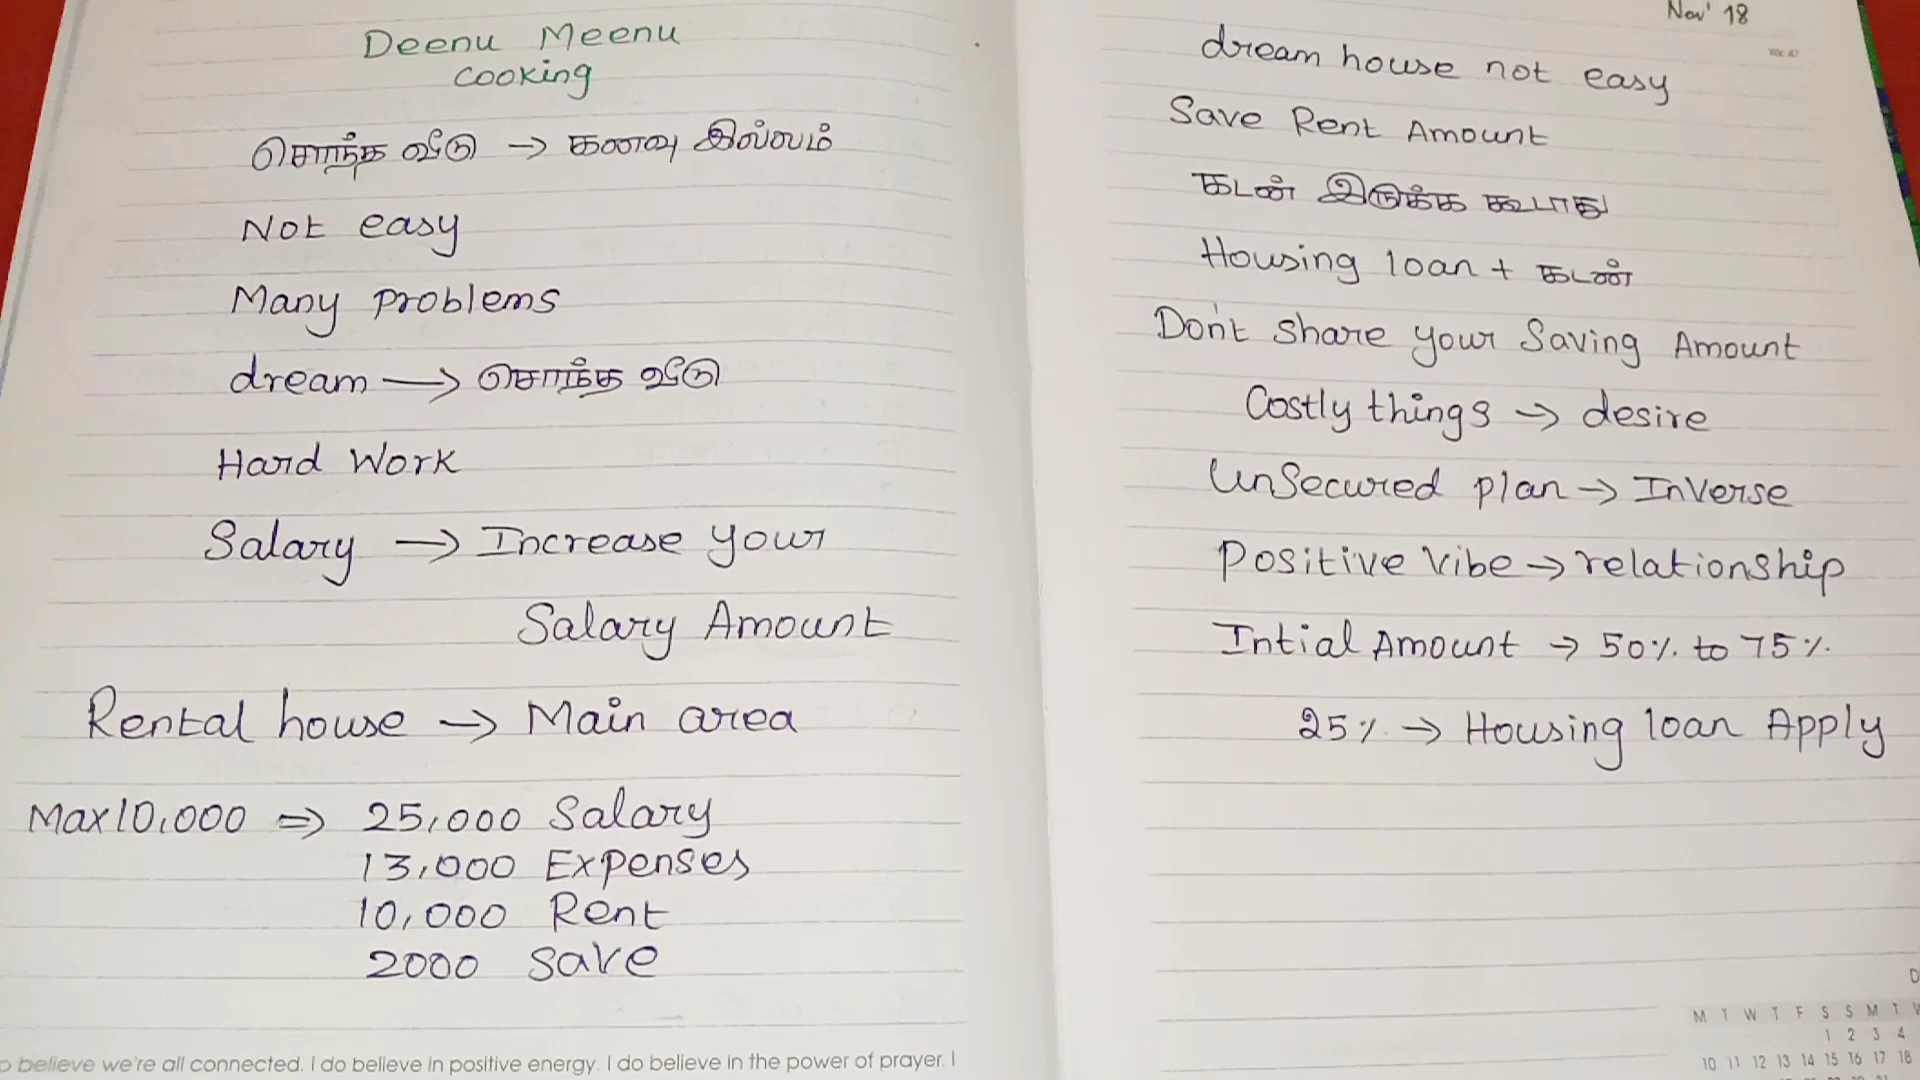 Deenu Meenu
cooking
சொந்த வீடு → கனவு இல்லம்
Not easy
Many problems
dream → சொந்த வீடு
Hard Work
Salary → Increase your
Salary Amount
Rental house → Main area
Max 10,000 ⇒ 25,000 Salary
13,000 Expenses
10,000 Rent
2000 Save
believe we're all connected. I do believe in positive energy. I do believe in the power of prayer. I
Nov' 18
dream house not easy
Save Rent Amount
கடன் இருக்க கூடாது
Housing loan + கடன்
Don't share your Saving Amount
Costly things → desire
UnSecured plan → InVerse
Positive Vibe → relationship
Intial Amount → 50% to 75%
25% → Housing loan Apply
M T W T F S S M T
1 2 3 4
10 11 12 13 14 15 16 17 18